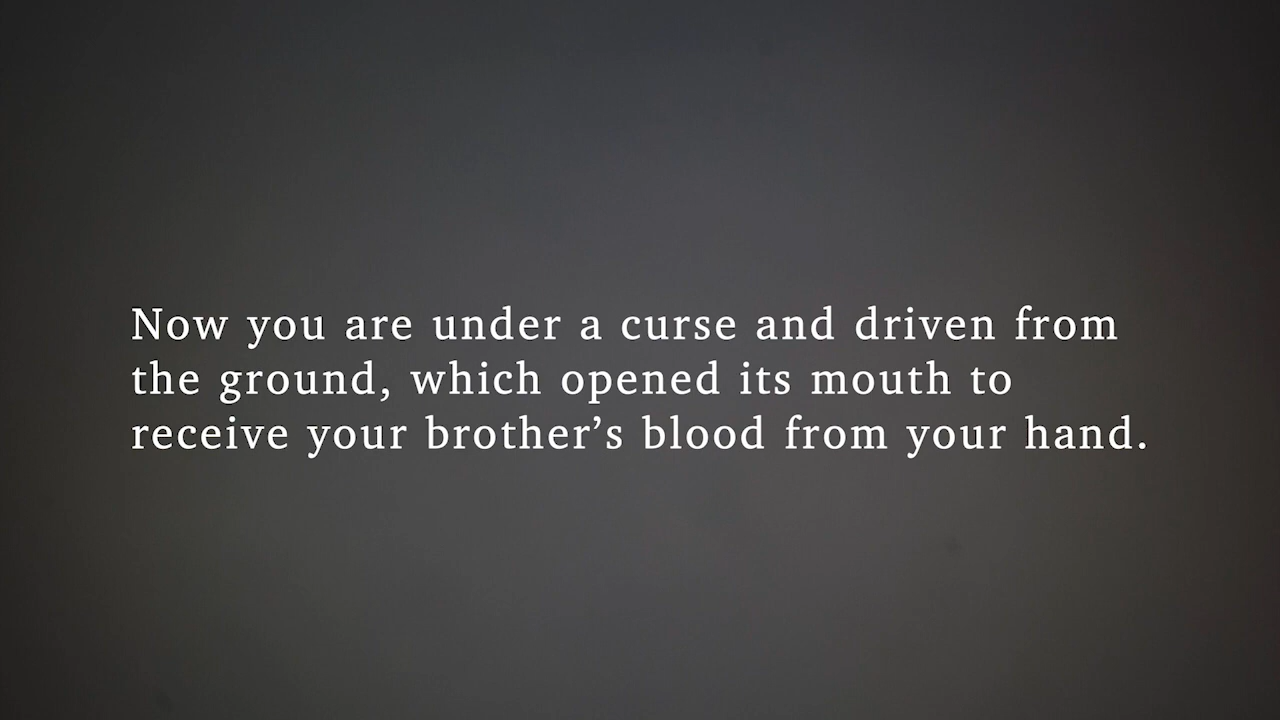 Now you are under a curse and driven from
the ground, which opened its mouth to
receive your brother’s blood from your hand.